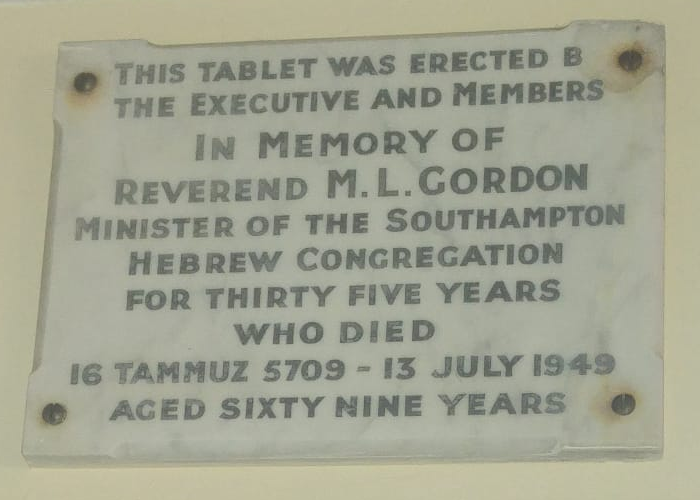 THIS TABLET WAS ERECTED B
THE EXECUTIVE AND MEMBERS
IN MEMORY OF
REVEREND M.L. GORDON
MINISTER OF THE SOUTHAMPTON
HEBREW CONGREGATION
FOR THIRTY FIVE YEARS
WHO DIED
16 TAMMUZ 5709 - 13 JULY 1949
AGED SIXTY NINE YEARS